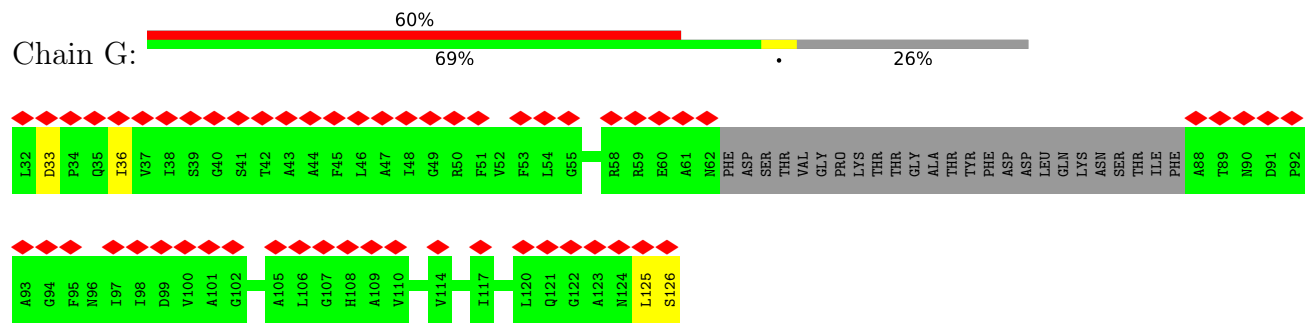 60%
Chain G:
69% • 26%
L32 D33 P34 Q35 I36 V37 I38 S39 G40 S41 T42 A43 A44 F45 L46 A47 I48 G49 R50 F51 V52 F53 L54 G55 R58 R59 E60 A61 N62 PHE ASP SER THR VAL GLY PRO LYS THR THR GLY ALA THR TYR PHE ASP ASP LEU GLN LYS ASN SER THR ILE PHE A88 T89 N90 D91 P92
A93 G94 F95 N96 I97 I98 D99 V100 A101 G102 A105 L106 G107 H108 A109 V110 V114 I117 L120 Q121 G122 A123 N124 L125 S126